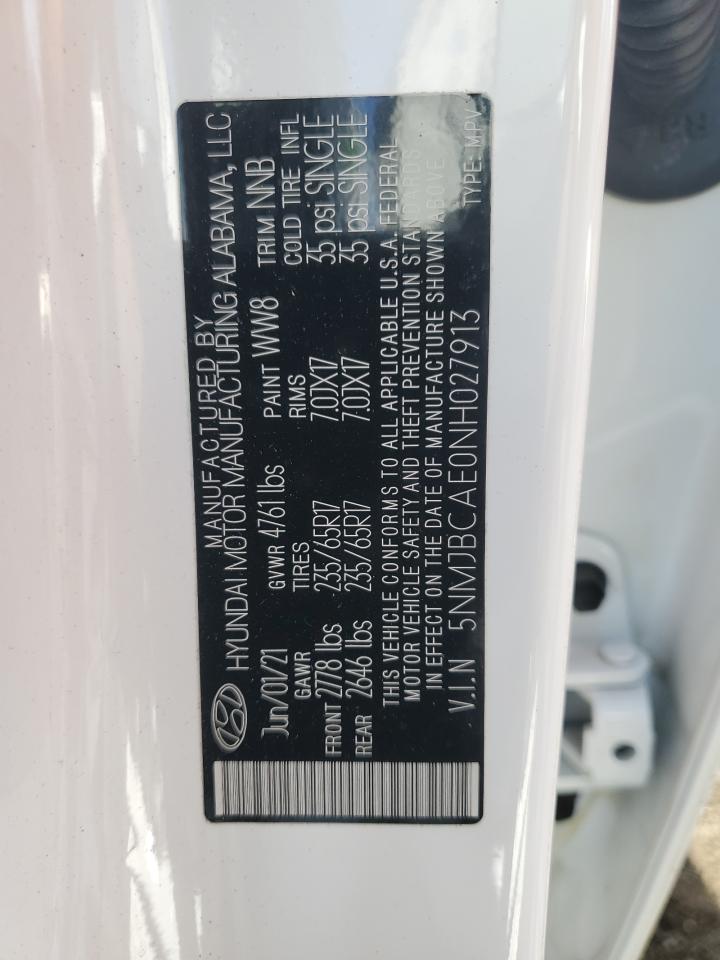 MANUFACTURED BY
HYUNDAI MOTOR MANUFACTURING ALABAMA, LLC
Jun/01/21 GVWR 4761 lbs PAINT WW8 TRIM NNB
GAWR TIRES RIMS COLD TIRE INFL
FRONT 2778 lbs 235/65R17 7.0JX17 35 psi SINGLE
REAR 2646 lbs 235/65R17 7.0JX17 35 psi SINGLE
THIS VEHICLE CONFORMS TO ALL APPLICABLE U.S.A. FEDERAL
MOTOR VEHICLE SAFETY AND THEFT PREVENTION STANDARDS
IN EFFECT ON THE DATE OF MANUFACTURE SHOWN ABOVE
V.I.N 5NMJBCAE0NH027913 TYPE: MPV